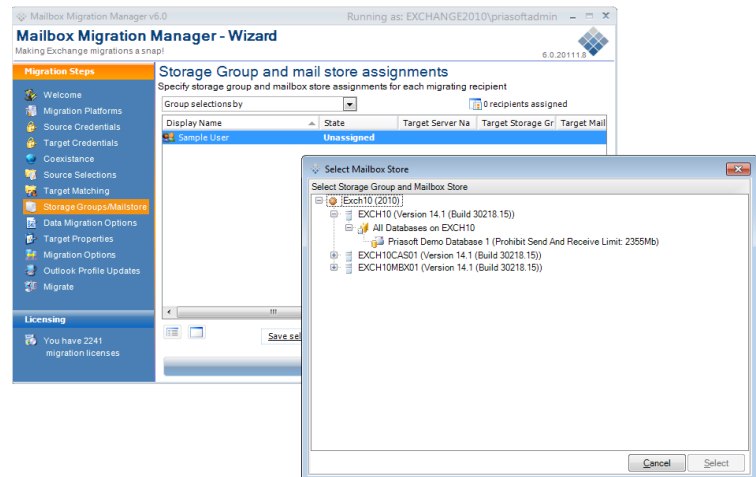 Mailbox Migration Manager v6.0
Running as: EXCHANGE2010\priasoftadmin
Mailbox Migration Manager - Wizard
Making Exchange migrations a snap!
6.0.20111.8
Migration Steps
Welcome
Migration Platforms
Source Credentials
Target Credentials
Coexistance
Source Selections
Target Matching
Storage Groups/Mailstore
Data Migration Options
Target Properties
Migration Options
Outlook Profile Updates
Migrate
Licensing
You have 2241
migration licenses
Storage Group and mail store assignments
Specify storage group and mailbox store assignments for each migrating recipient
Group selections by
0 recipients assigned
Display Name State Target Server Na Target Storage Gr Target Mail
Sample User Unassigned
Save sel
Select Mailbox Store
Select Storage Group and Mailbox Store
Exch10 (2010)
EXCH10 (Version 14.1 (Build 30218.15))
All Databases on EXCH10
Priasoft Demo Database 1 (Prohibit Send And Receive Limit: 2355Mb)
EXCH10CAS01 (Version 14.1 (Build 30218.15))
EXCH10MBX01 (Version 14.1 (Build 30218.15))
Cancel Select